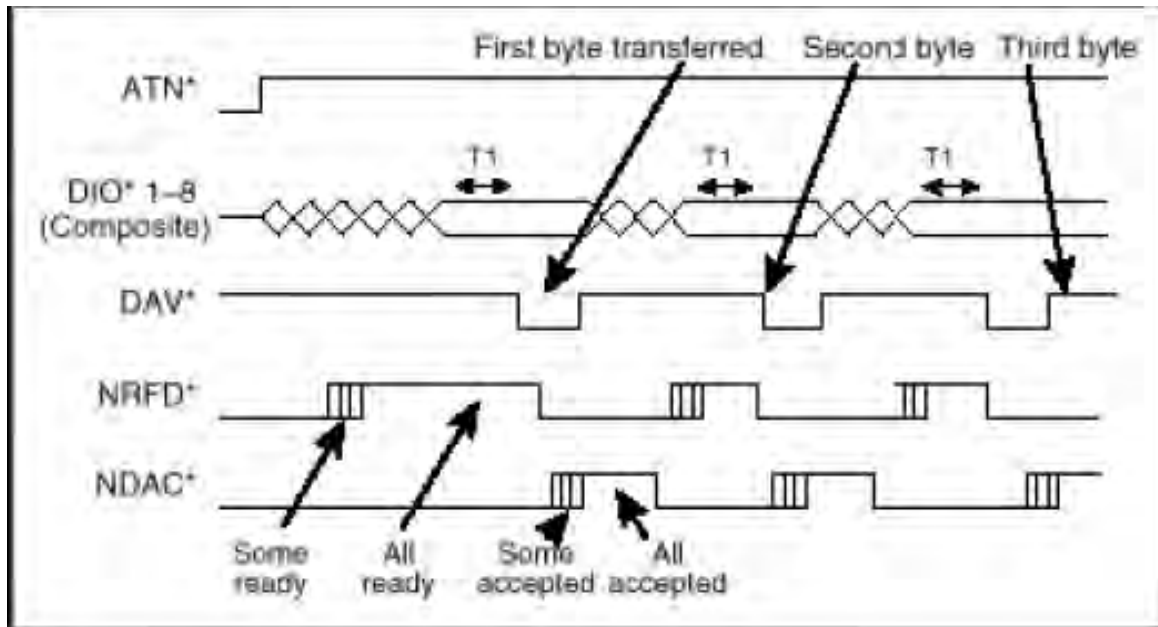 First byte transferred Second byte Third byte
ATN*
T1 T1 T1
DIO* 1–8
(Composite)
DAV*
NRFD*
NDAC*
Some All Some All
ready ready accepted accepted